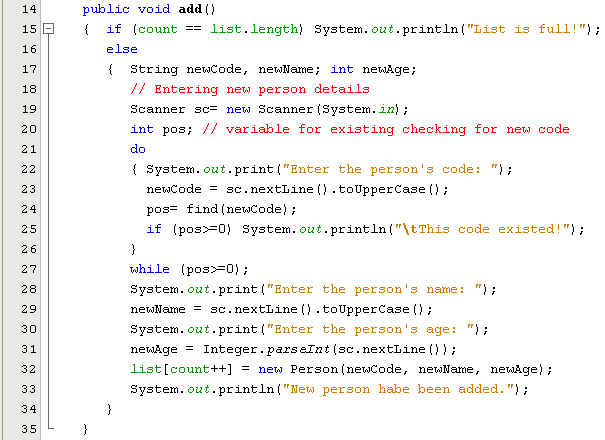 14 public void add()
15 { if (count == list.length) System.out.println("List is full!");
16 else
17 { String newCode, newName; int newAge;
18 // Entering new person details
19 Scanner sc= new Scanner(System.in);
20 int pos; // variable for existing checking for new code
21 do
22 { System.out.print("Enter the person's code: ");
23 newCode = sc.nextLine().toUpperCase();
24 pos= find(newCode);
25 if (pos>=0) System.out.println("\tThis code existed!");
26 }
27 while (pos>=0);
28 System.out.print("Enter the person's name: ");
29 newName = sc.nextLine().toUpperCase();
30 System.out.print("Enter the person's age: ");
31 newAge = Integer.parseInt(sc.nextLine());
32 list[count++] = new Person(newCode, newName, newAge);
33 System.out.println("New person habe been added.");
34 }
35 }